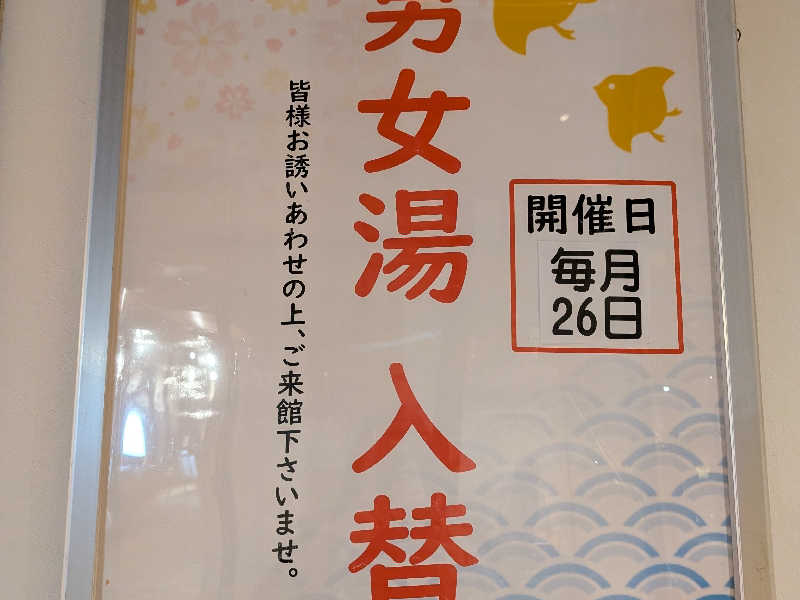 男女湯 入替
皆様お誘いあわせの上、ご来館下さいませ。
開催日
毎月
26日